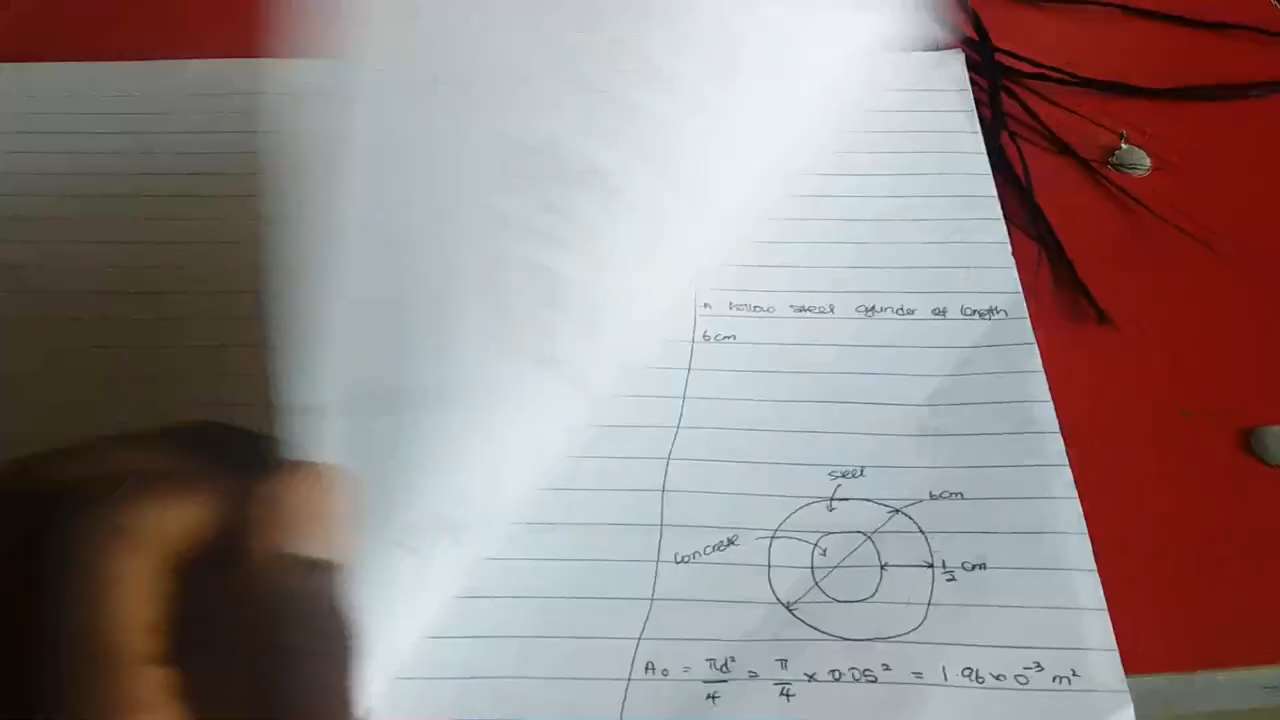 A hollow steel cylinder of length
6cm
steel
6cm
concrete
1/2 cm
A₀ = πd²/4 = π/4 × 0.05² = 1.96×0⁻³ m²